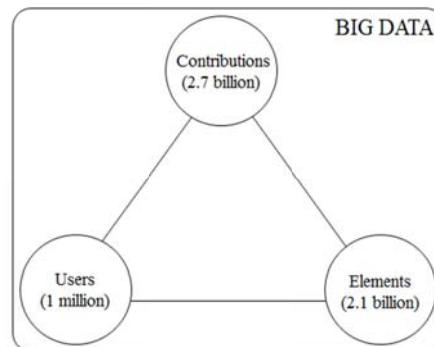 BIG DATA
Contributions
(2.7 billion)
Users
(1 million)
Elements
(2.1 billion)